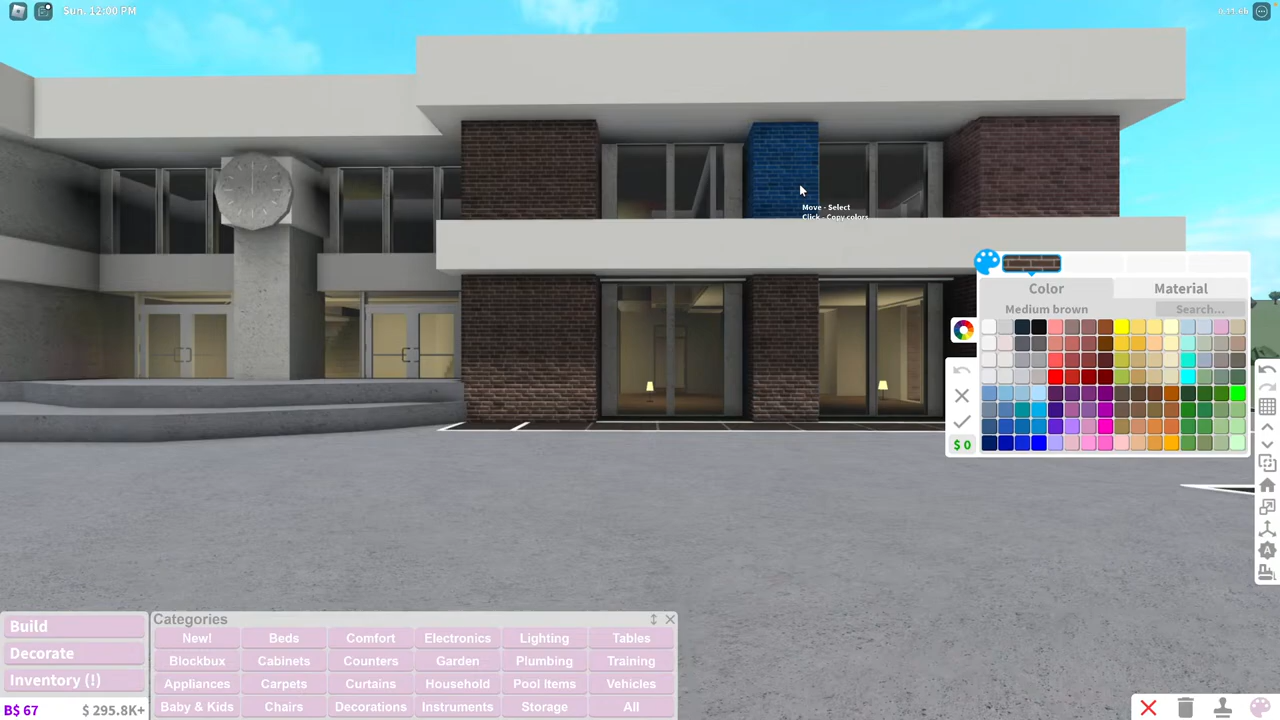 Sun. 12:00 PM
Move - Select
Click - Copy colors
Color
Material
Medium brown
Search...
$ 0
Build
Decorate
Inventory (!)
B$ 67
$ 295.8K+
Categories
New!
Beds
Comfort
Electronics
Lighting
Tables
Blockbux
Cabinets
Counters
Garden
Plumbing
Training
Appliances
Carpets
Curtains
Household
Pool Items
Vehicles
Baby & Kids
Chairs
Decorations
Instruments
Storage
All